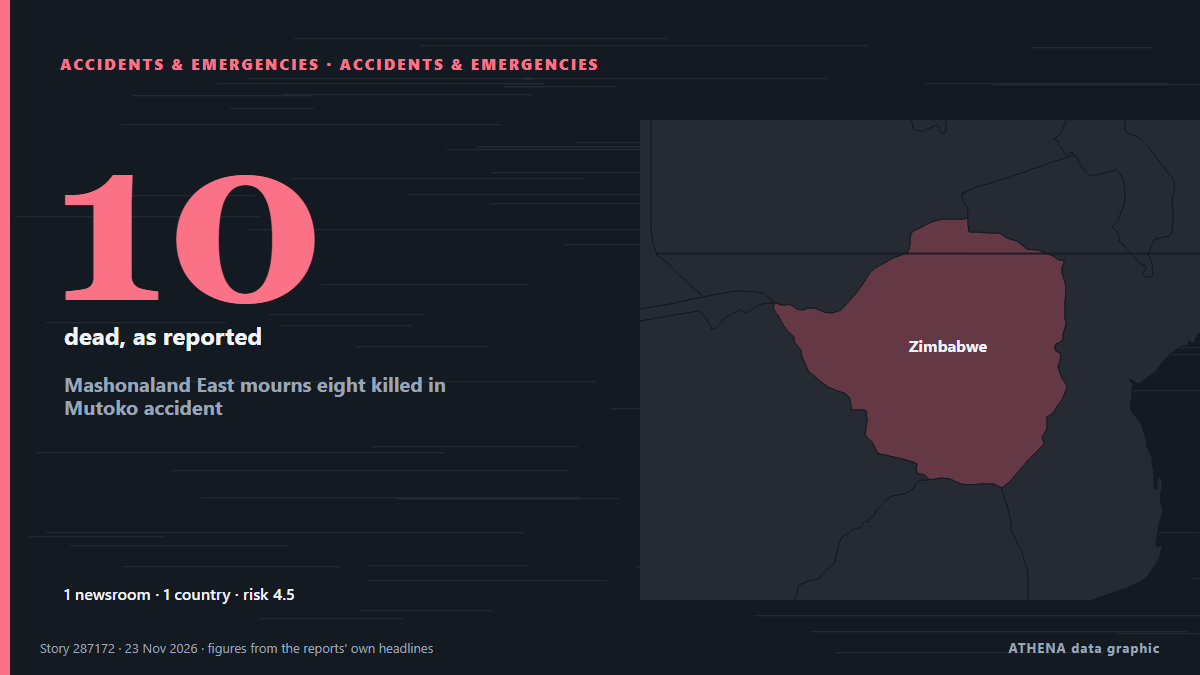 ACCIDENTS & EMERGENCIES · ACCIDENTS & EMERGENCIES
10
dead, as reported
Mashonaland East mourns eight killed in
Mutoko accident
Zimbabwe
1 newsroom · 1 country · risk 4.5
Story 287172 · 23 Nov 2026 · figures from the reports' own headlines
ATHENA data graphic